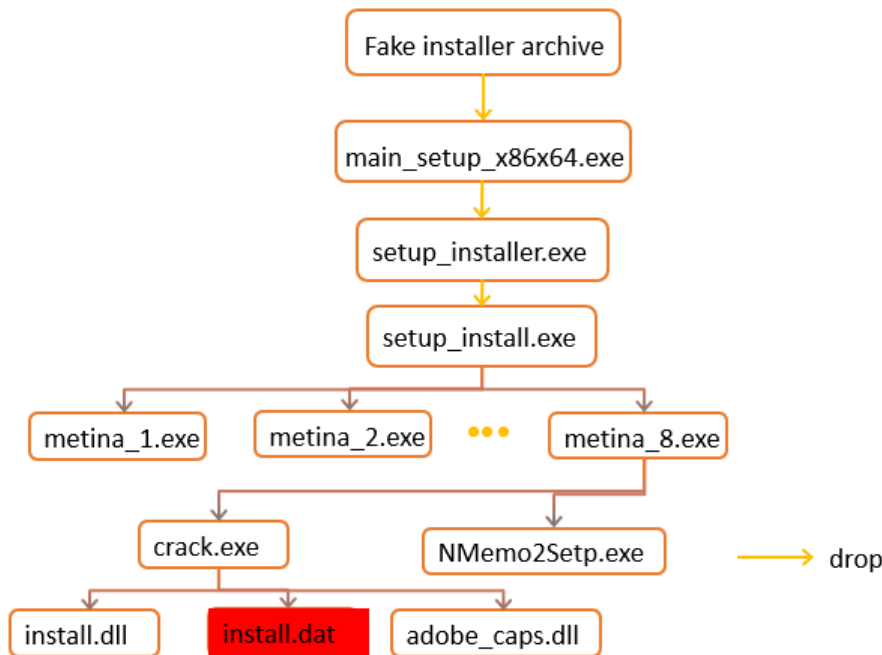 Fake installer archive
main_setup_x86x64.exe
setup_installer.exe
setup_install.exe
metina_1.exe
metina_2.exe
metina_8.exe
crack.exe
NMemo2Setp.exe
drop
install.dll
install.dat
adobe_caps.dll